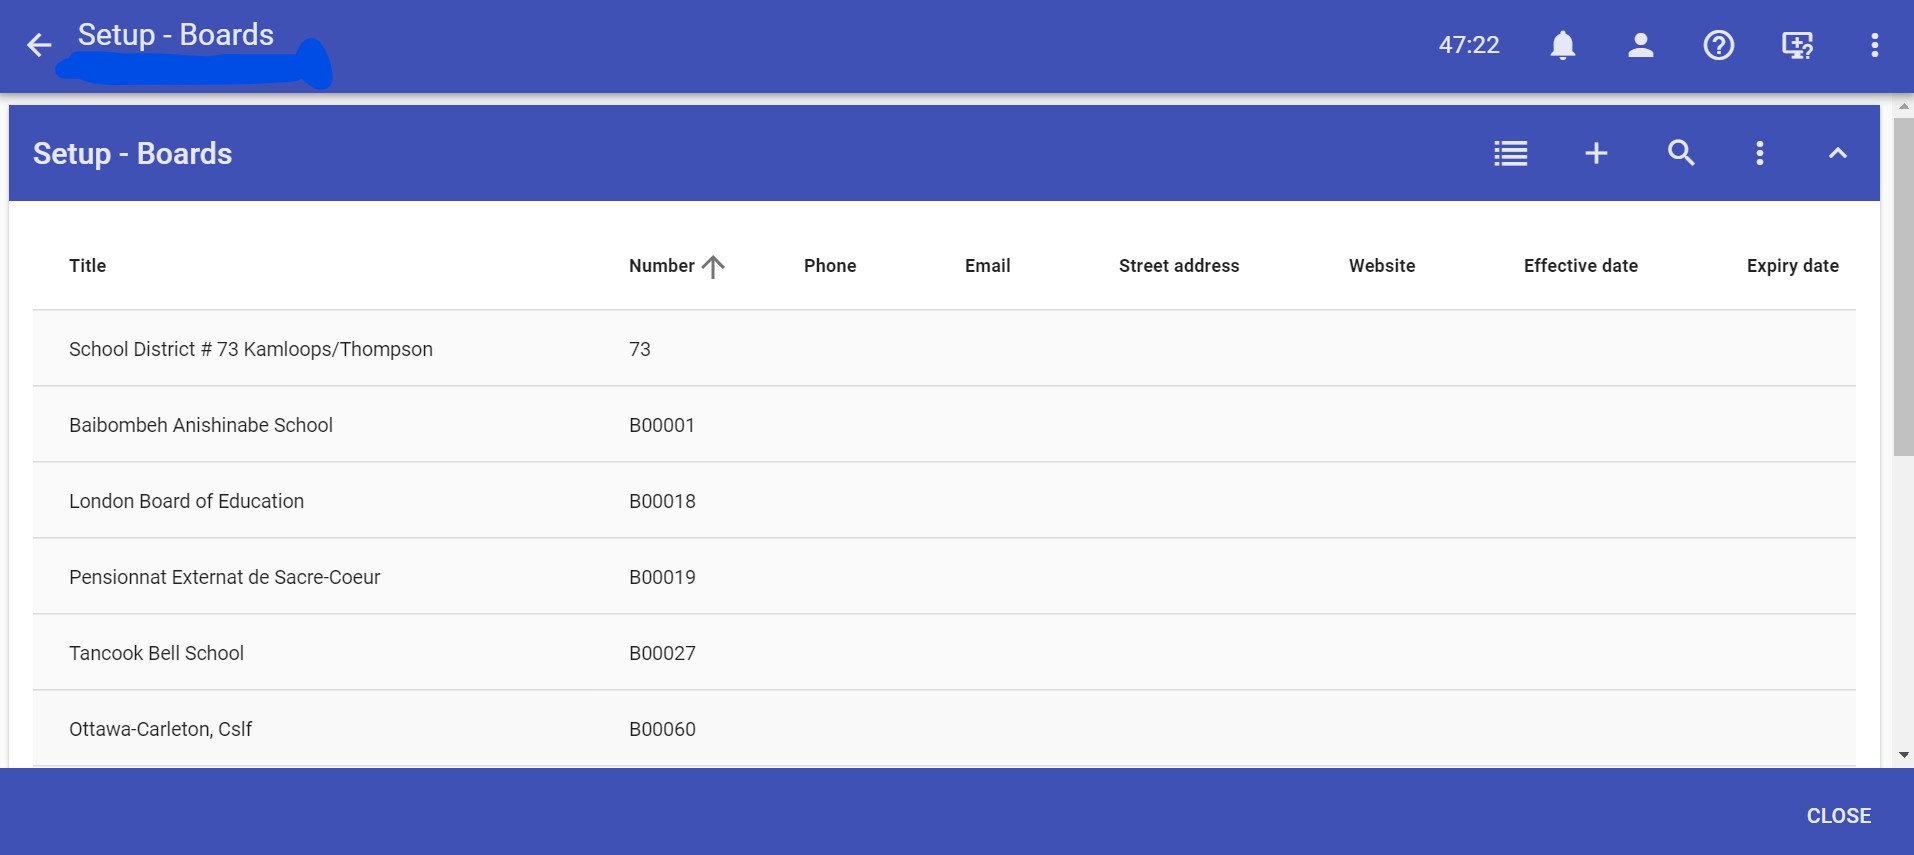 Setup - Boards
47:22
Setup - Boards
Title Number Phone Email Street address Website Effective date Expiry date
School District # 73 Kamloops/Thompson 73
Baibombeh Anishinabe School B00001
London Board of Education B00018
Pensionnat Externat de Sacre-Coeur B00019
Tancook Bell School B00027
Ottawa-Carleton, Cslf B00060
CLOSE